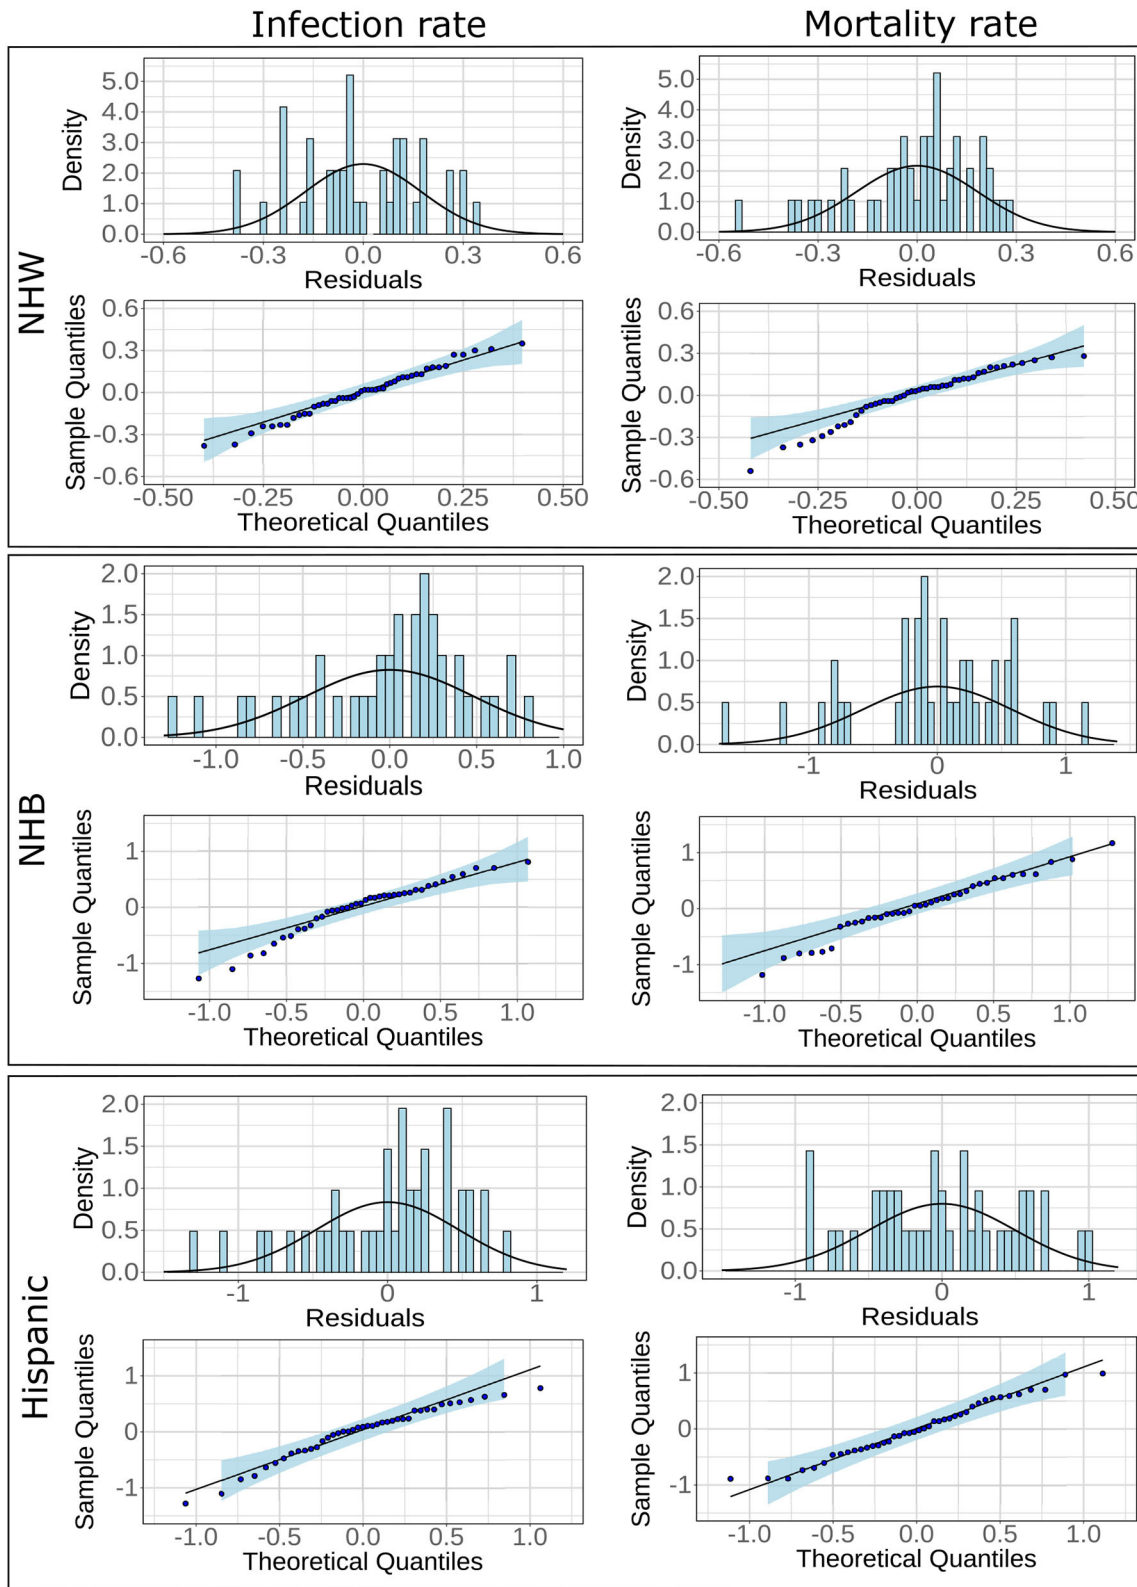 Infection rate Mortality rate
NHW
Density
5.0
4.0
3.0
2.0
1.0
0.0
-0.6 -0.3 0.0 0.3 0.6
Residuals
Density
5.0
4.0
3.0
2.0
1.0
0.0
-0.6 -0.3 0.0 0.3 0.6
Residuals
Sample Quantiles
0.6
0.3
0.0
-0.3
-0.6
-0.50 -0.25 0.00 0.25 0.50
Theoretical Quantiles
Sample Quantiles
0.6
0.3
0.0
-0.3
-0.6
-0.50 -0.25 0.00 0.25 0.50
Theoretical Quantiles
NHB
Density
2.0
1.5
1.0
0.5
0.0
-1.0 -0.5 0.0 0.5 1.0
Residuals
Density
2.0
1.5
1.0
0.5
0.0
-1 0 1
Residuals
Sample Quantiles
1
0
-1
-1.0 -0.5 0.0 0.5 1.0
Theoretical Quantiles
Sample Quantiles
1
0
-1
-1.0 -0.5 0.0 0.5 1.0
Theoretical Quantiles
Hispanic
Density
2.0
1.5
1.0
0.5
0.0
-1 0 1
Residuals
Density
2.0
1.5
1.0
0.5
0.0
-1 0 1
Residuals
Sample Quantiles
1
0
-1
-1.0 -0.5 0.0 0.5 1.0
Theoretical Quantiles
Sample Quantiles
1
0
-1
-1.0 -0.5 0.0 0.5 1.0
Theoretical Quantiles